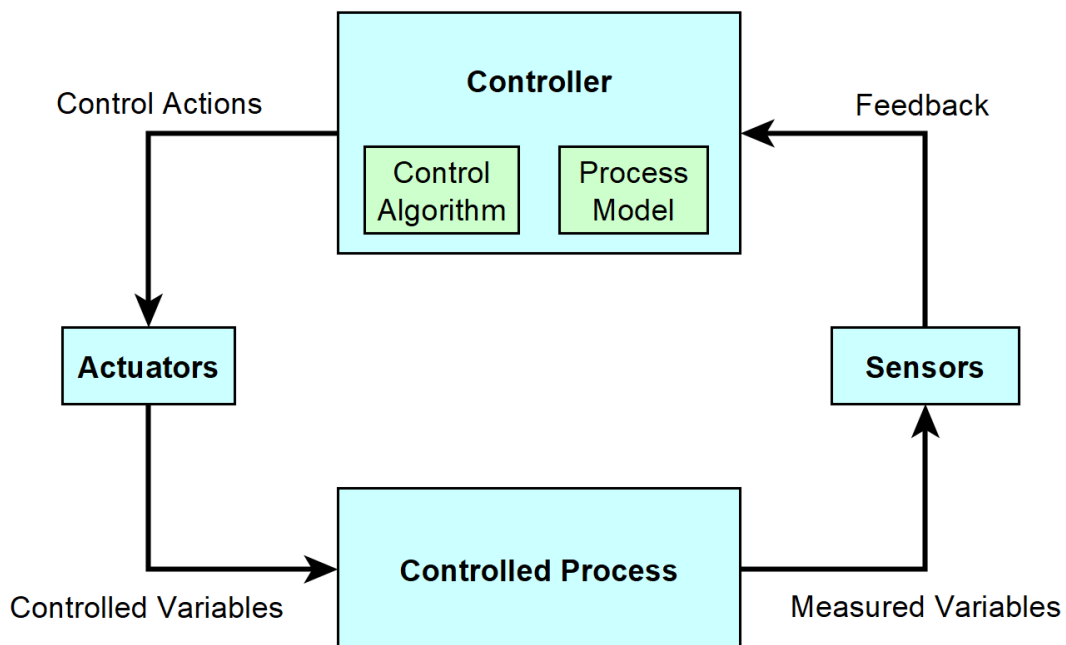 Controller
Control Actions
Feedback
Control
Algorithm
Process
Model
Actuators
Sensors
Controlled Process
Controlled Variables
Measured Variables